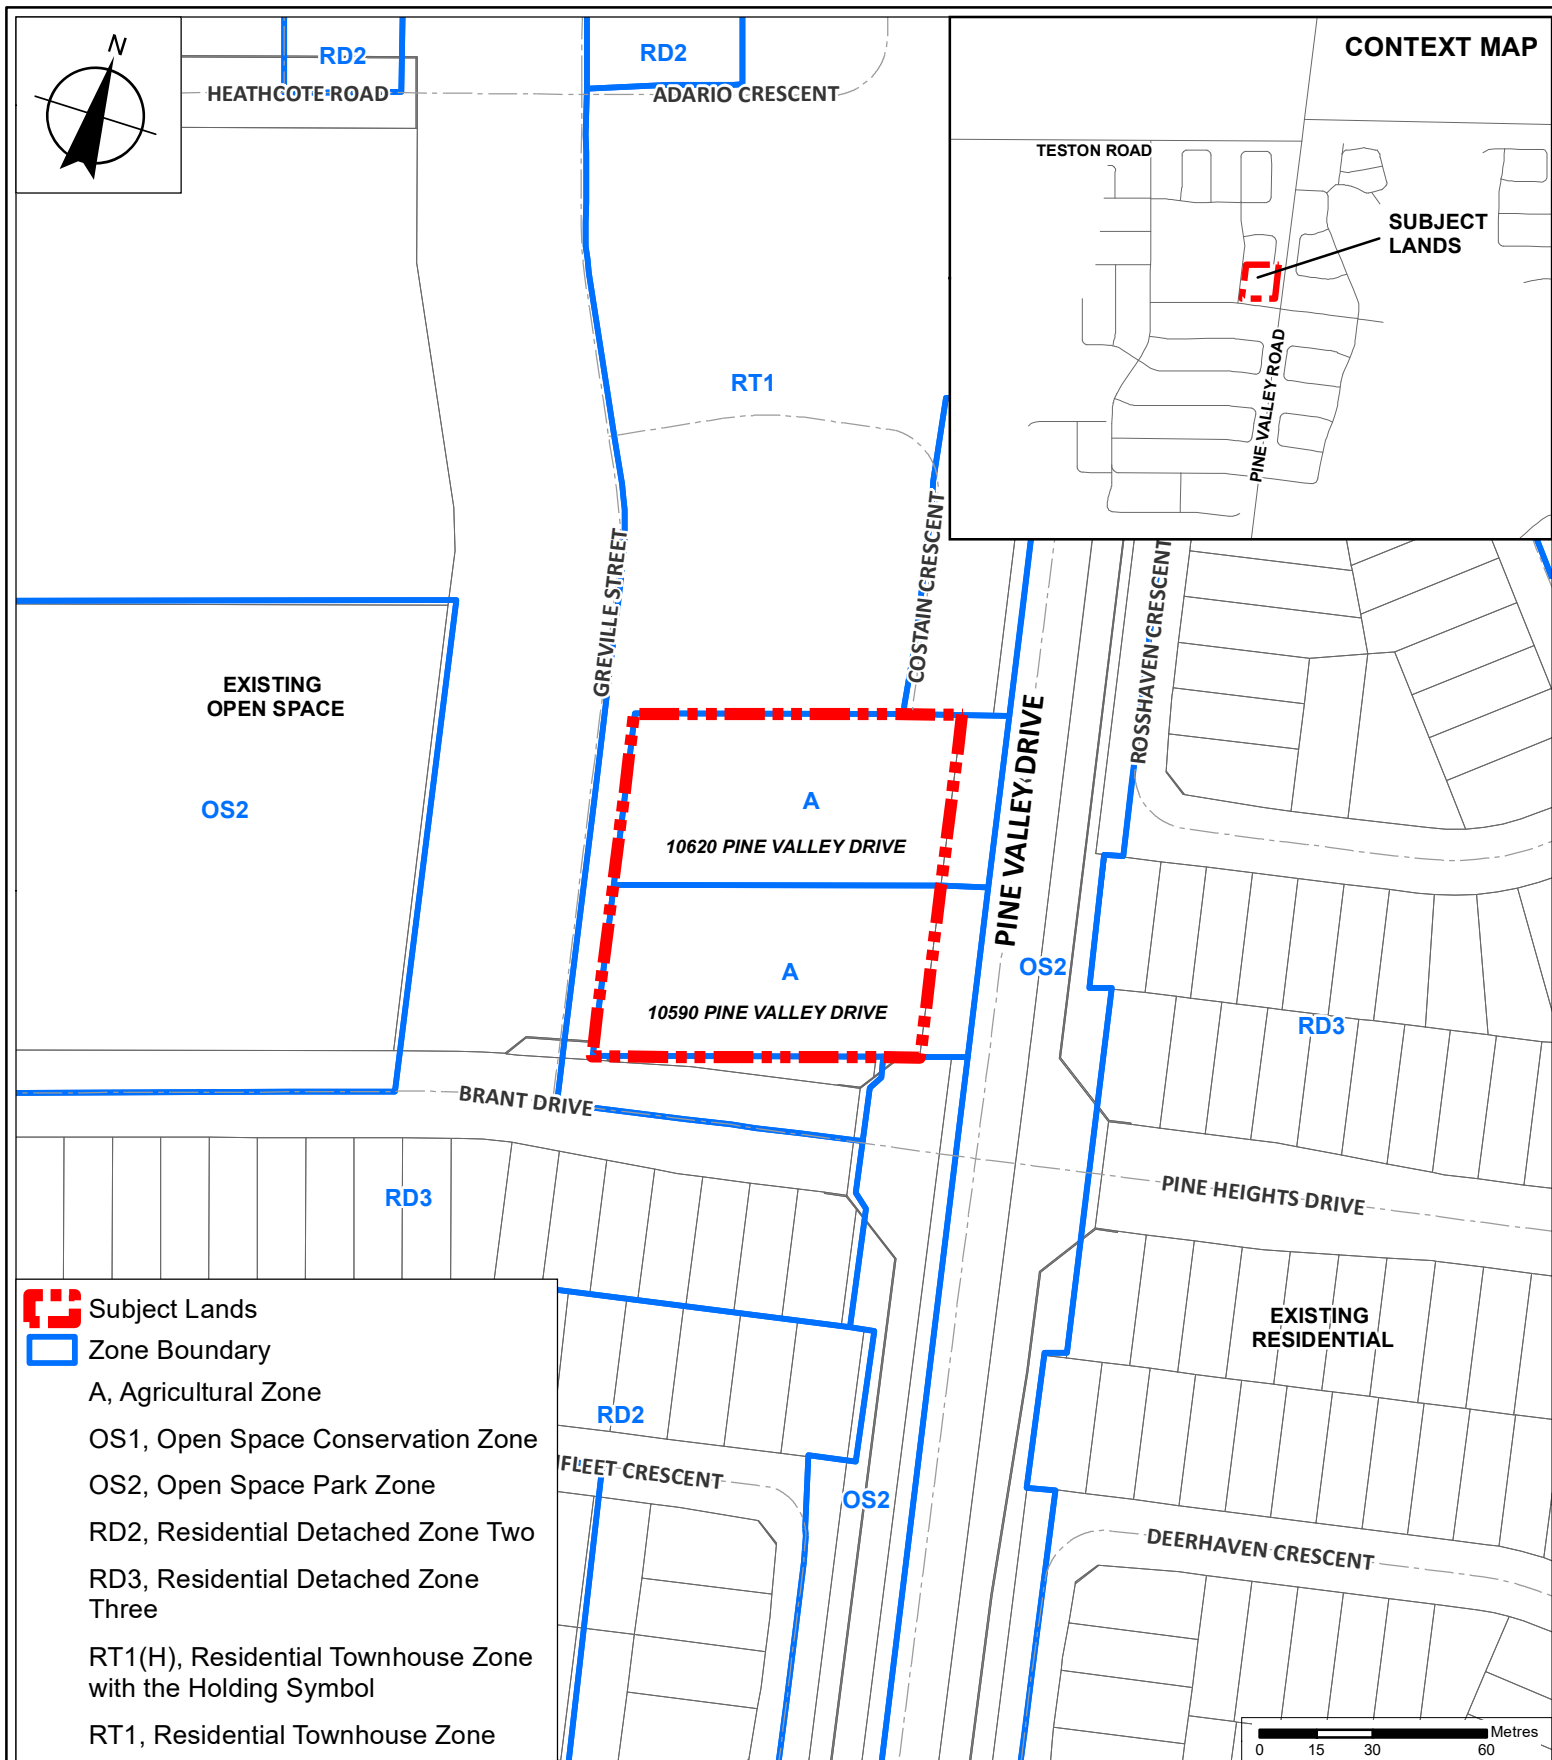 N
RD2
HEATHCOTE ROAD
RD2
ADARIO CRESCENT
CONTEXT MAP
TESTON ROAD
SUBJECT
LANDS
PINE VALLEY ROAD
RT1
GREVILLE STREET
COSTAIN CRESCENT
ROSSHAVEN CRESCENT
EXISTING
OPEN SPACE
OS2
PINE VALLEY DRIVE
A
10620 PINE VALLEY DRIVE
A
10590 PINE VALLEY DRIVE
OS2
RD3
BRANT DRIVE
PINE HEIGHTS DRIVE
RD3
EXISTING
RESIDENTIAL
RD2
FLEET CRESCENT
OS2
DEERHAVEN CRESCENT
Subject Lands
Zone Boundary
A, Agricultural Zone
OS1, Open Space Conservation Zone
OS2, Open Space Park Zone
RD2, Residential Detached Zone Two
RD3, Residential Detached Zone
Three
RT1(H), Residential Townhouse Zone
with the Holding Symbol
RT1, Residential Townhouse Zone
Metres
0 15 30 60